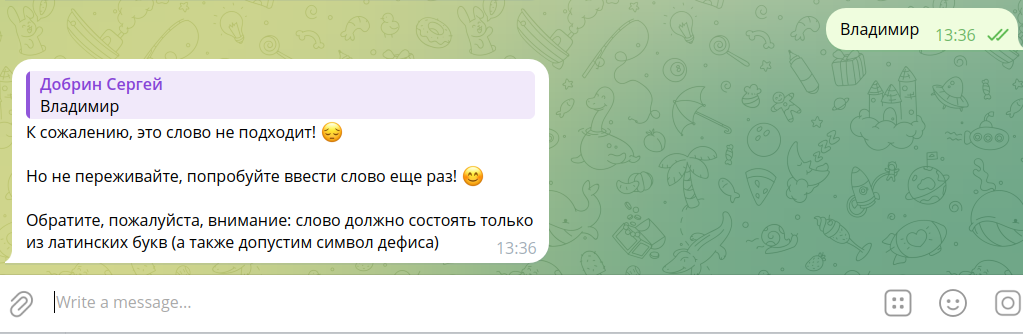 Владимир 13:36
Добрин Сергей
Владимир
К сожалению, это слово не подходит! 😔
Но не переживайте, попробуйте ввести слово еще раз! 😊
Обратите, пожалуйста, внимание: слово должно состоять только
из латинских букв (а также допустим символ дефиса) 13:36
Write a message...